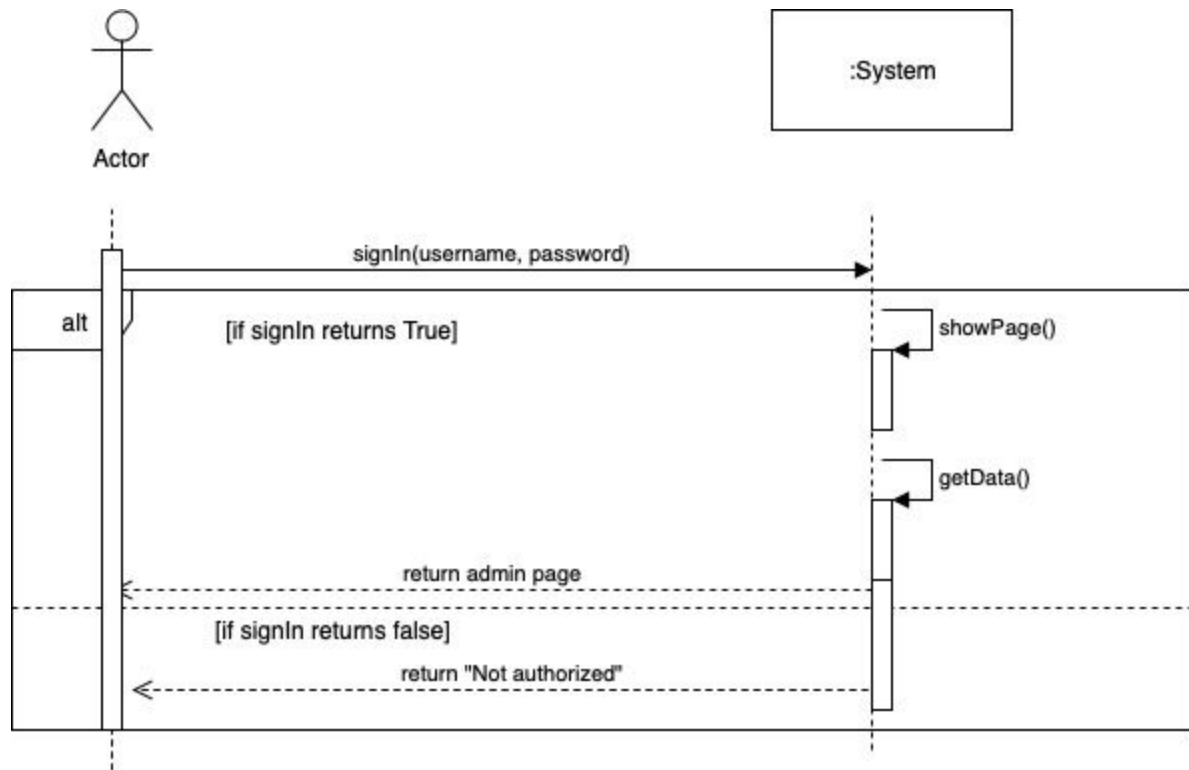 :System
Actor
signIn(username, password)
alt
[if signIn returns True]
showPage()
getData()
return admin page
[if signIn returns false]
return "Not authorized"